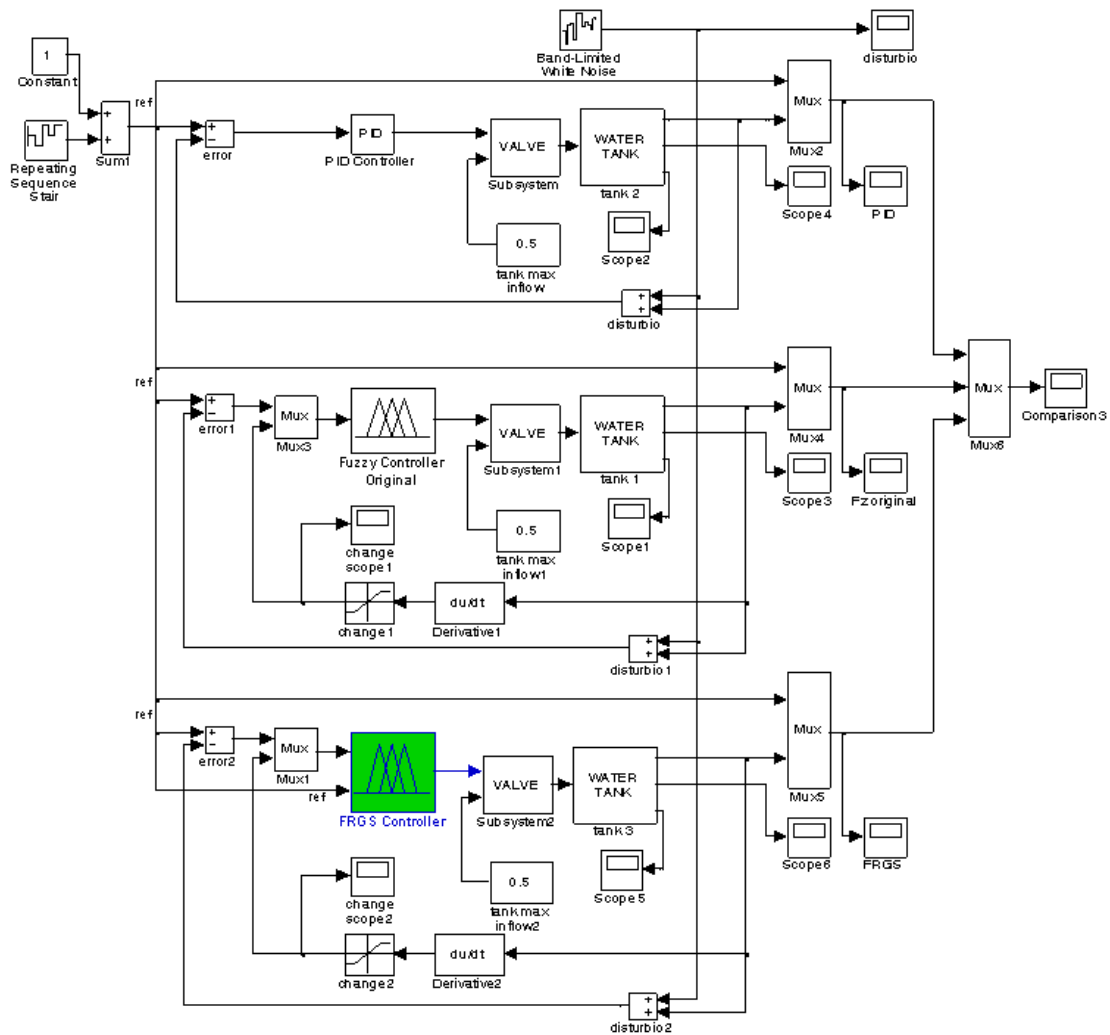 1
Constant
Band-Limited
White Noise
disturbio
ref
+
+
Sum1
Repeating
Sequence
Stair
+
−
error
PID
PID Controller
VALVE
Subsystem
WATER
TANK
tank 2
Mux
Mux2
Scope4
PID
Scope2
0.5
tank max
inflow
+
+
disturbio
ref
+
−
error1
Mux
Mux3
Fuzzy Controller
Original
VALVE
Subsystem1
WATER
TANK
tank 1
Mux
Mux4
Mux
Mux6
Comparison3
Scope3
Fzoriginal
Scope1
change
scope1
0.5
tank max
inflow1
change1
du/dt
Derivative1
+
+
disturbio1
ref
+
−
error2
Mux
Mux1
ref
FRGS Controller
VALVE
Subsystem2
WATER
TANK
tank 3
Mux
Mux5
Scope6
FRGS
Scope5
change
scope2
0.5
tank max
inflow2
change2
du/dt
Derivative2
+
+
disturbio2